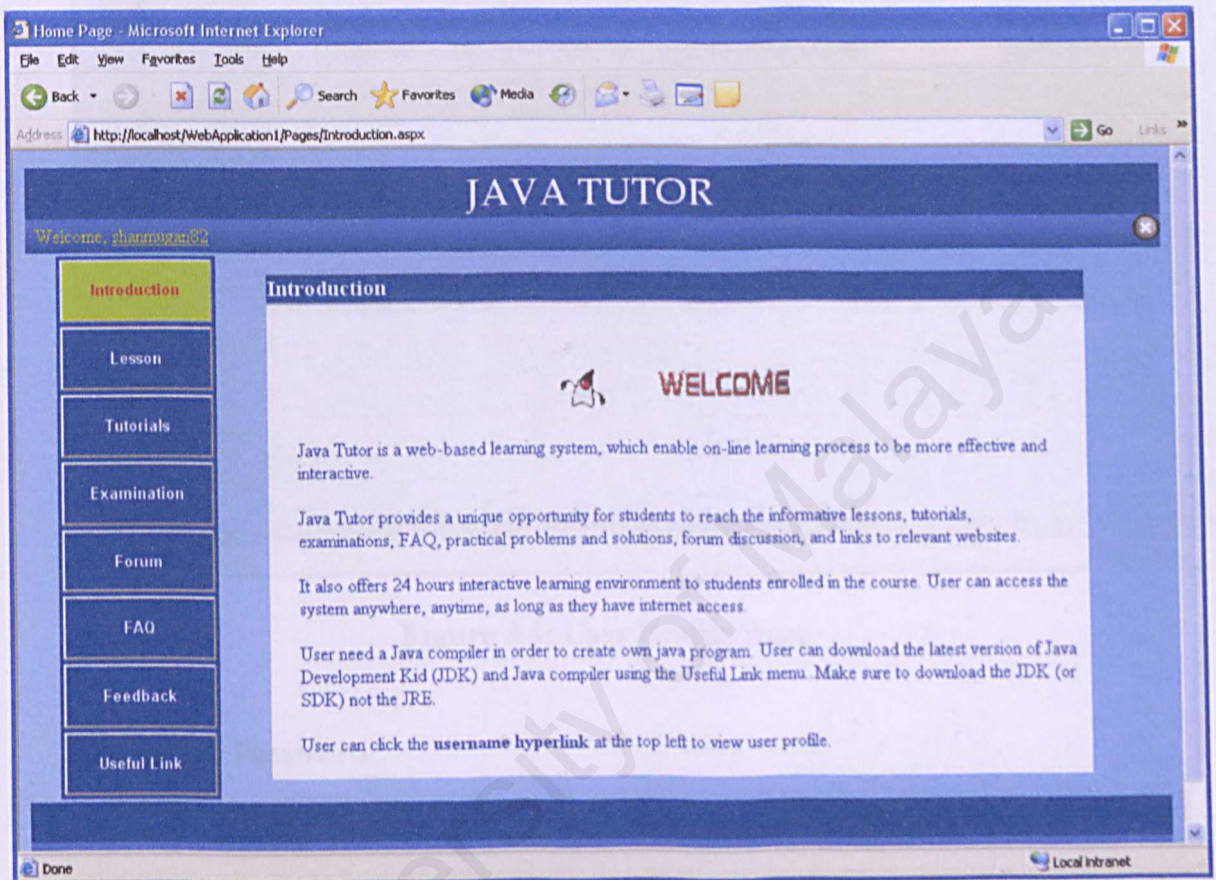 Home Page - Microsoft Internet Explorer
File Edit View Favorites Tools Help
Back Search Favorites Media
Address http://localhost/WebApplication1/Pages/Introduction.aspx Go Links »
JAVA TUTOR
Welcome, shanmugan82
Introduction
Lesson
Tutorials
Examination
Forum
FAQ
Feedback
Useful Link
Introduction
WELCOME
Java Tutor is a web-based learning system, which enable on-line learning process to be more effective and
interactive.
Java Tutor provides a unique opportunity for students to reach the informative lessons, tutorials,
examinations, FAQ, practical problems and solutions, forum discussion, and links to relevant websites.
It also offers 24 hours interactive learning environment to students enrolled in the course. User can access the
system anywhere, anytime, as long as they have internet access.
User need a Java compiler in order to create own java program. User can download the latest version of Java
Development Kid (JDK) and Java compiler using the Useful Link menu. Make sure to download the JDK (or
SDK) not the JRE.
User can click the username hyperlink at the top left to view user profile.
Done
Local intranet
University of Malaya